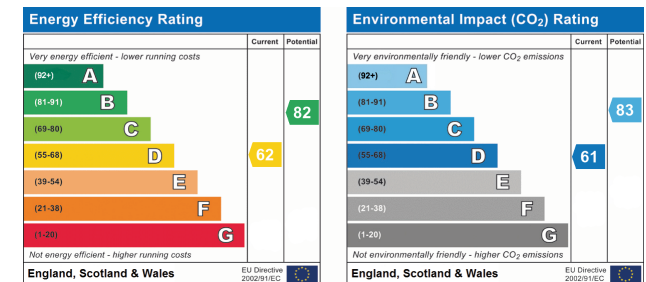 Energy Efficiency Rating
Current Potential
Very energy efficient - lower running costs
(92+) A
(81-91) B
82
(69-80) C
(55-68) D
62
(39-54) E
(21-38) F
(1-20) G
Not energy efficient - higher running costs
England, Scotland & Wales
EU Directive
2002/91/EC
Environmental Impact (CO2) Rating
Current Potential
Very environmentally friendly - lower CO2 emissions
(92+) A
(81-91) B
83
(69-80) C
(55-68) D
61
(39-54) E
(21-38) F
(1-20) G
Not environmentally friendly - higher CO2 emissions
England, Scotland & Wales
EU Directive
2002/91/EC